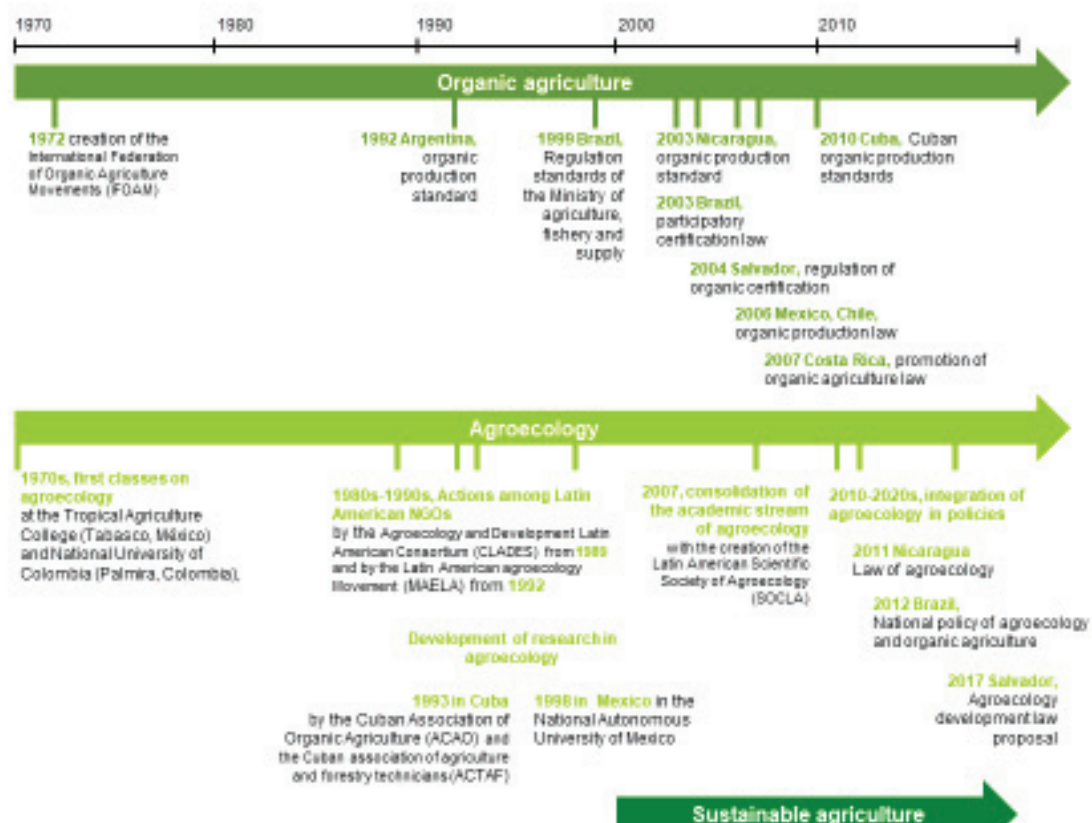 1970 1980 1990 2000 2010
Organic agriculture
1972 creation of the
International Federation
of Organic Agriculture
Movements (IFOAM)
1992 Argentina,
organic
production
standard
1999 Brazil,
Regulation
standards of
the Ministry of
agriculture,
fishery and
supply
2003 Nicaragua,
organic production
standard
2003 Brazil,
participatory
certification law
2004 Salvador, regulation of
organic certification
2006 Mexico, Chile,
organic production law
2007 Costa Rica, promotion of
organic agriculture law
2010 Cuba, Cuban
organic production
standards
Agroecology
1970s, first classes on
agroecology
at the Tropical Agriculture
College (Tabasco, México)
and National University of
Colombia (Palmira, Colombia),
1980s-1990s, Actions among Latin
American NGOs
by the Agroecology and Development Latin
American Consortium (CLADES) from 1989
and by the Latin American agroecology
Movement (MAELA) from 1992
Development of research in
agroecology
1993 in Cuba
by the Cuban Association of
Organic Agriculture (ACAO) and
the Cuban association of agriculture
and forestry technicians (ACTAF)
1998 in Mexico in the
National Autonomous
University of Mexico
2007, consolidation of
the academic stream
of agroecology
with the creation of the
Latin American Scientific
Society of Agroecology
(SOCLA)
2010-2020s, integration of
agroecology in policies
2011 Nicaragua
Law of agroecology
2012 Brazil,
National policy of agroecology
and organic agriculture
2017 Salvador,
Agroecology
development law
proposal
Sustainable agriculture